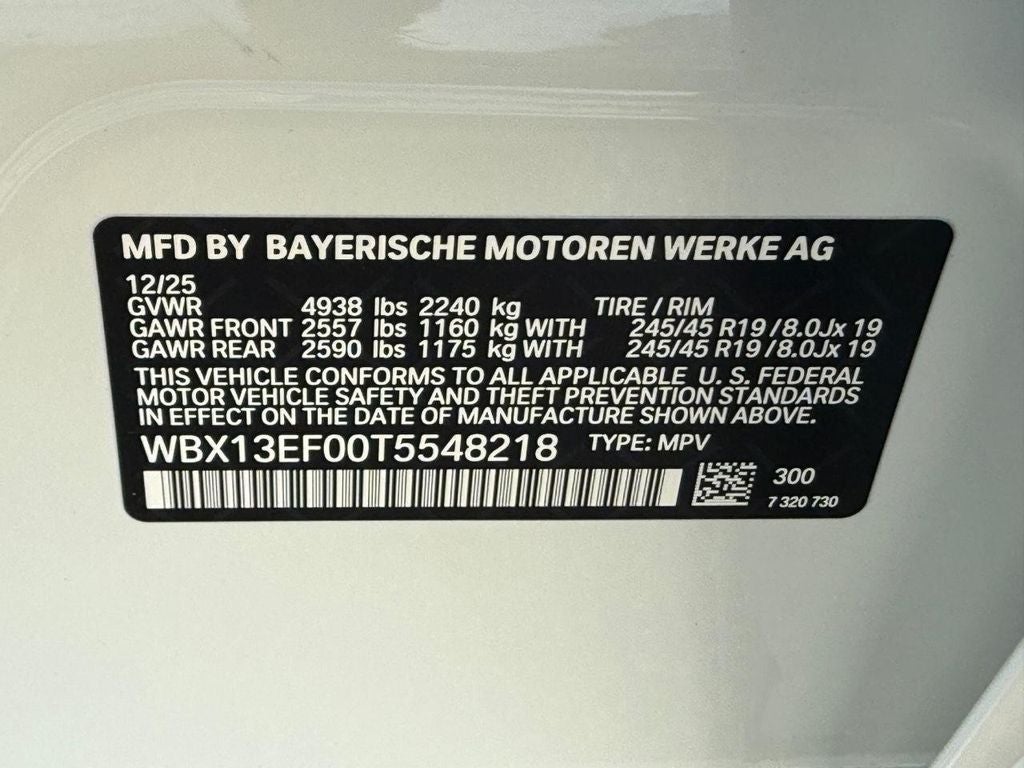 MFD BY BAYERISCHE MOTOREN WERKE AG
12/25
GVWR 4938 lbs 2240 kg TIRE / RIM
GAWR FRONT 2557 lbs 1160 kg WITH 245/45 R19 / 8.0Jx 19
GAWR REAR 2590 lbs 1175 kg WITH 245/45 R19 / 8.0Jx 19
THIS VEHICLE CONFORMS TO ALL APPLICABLE U. S. FEDERAL
MOTOR VEHICLE SAFETY AND THEFT PREVENTION STANDARDS
IN EFFECT ON THE DATE OF MANUFACTURE SHOWN ABOVE.
WBX13EF00T5548218 TYPE: MPV
300
7 320 730